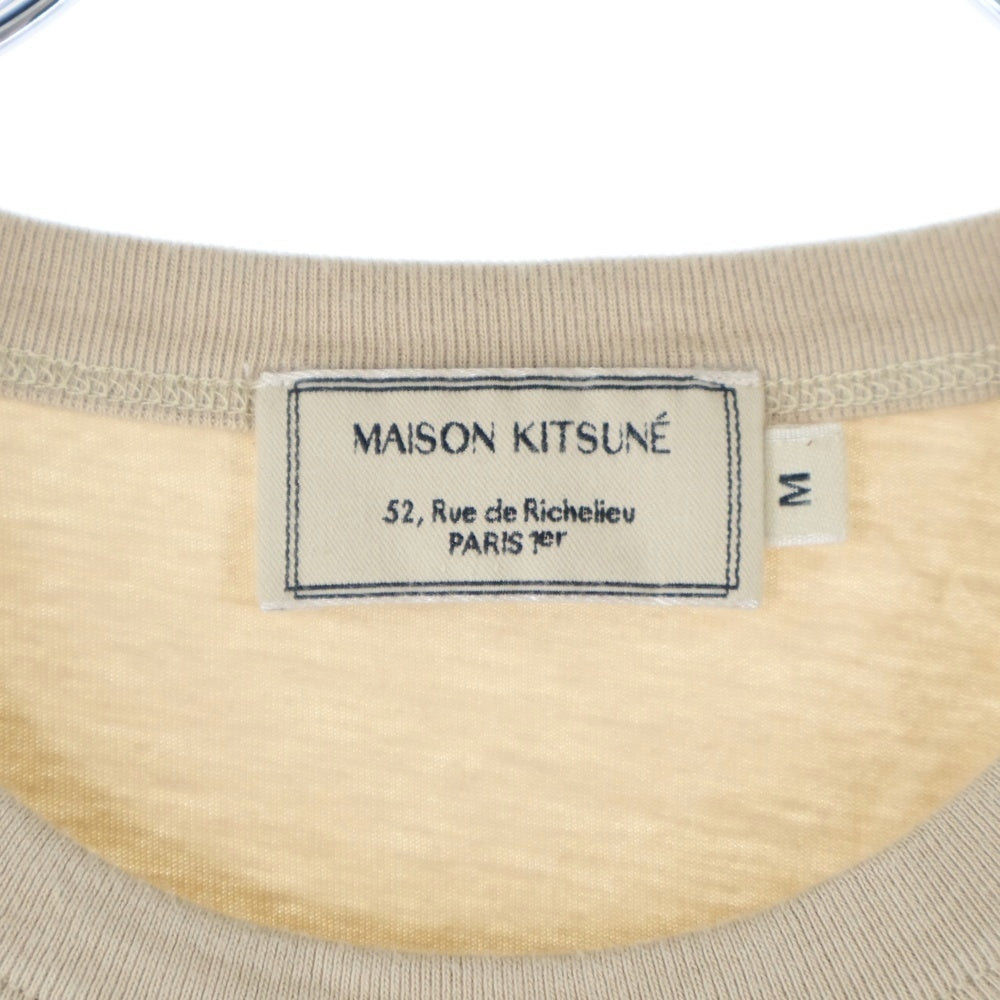 MAISON KITSUNÉ
52, Rue de Richelieu
PARIS 1er
M